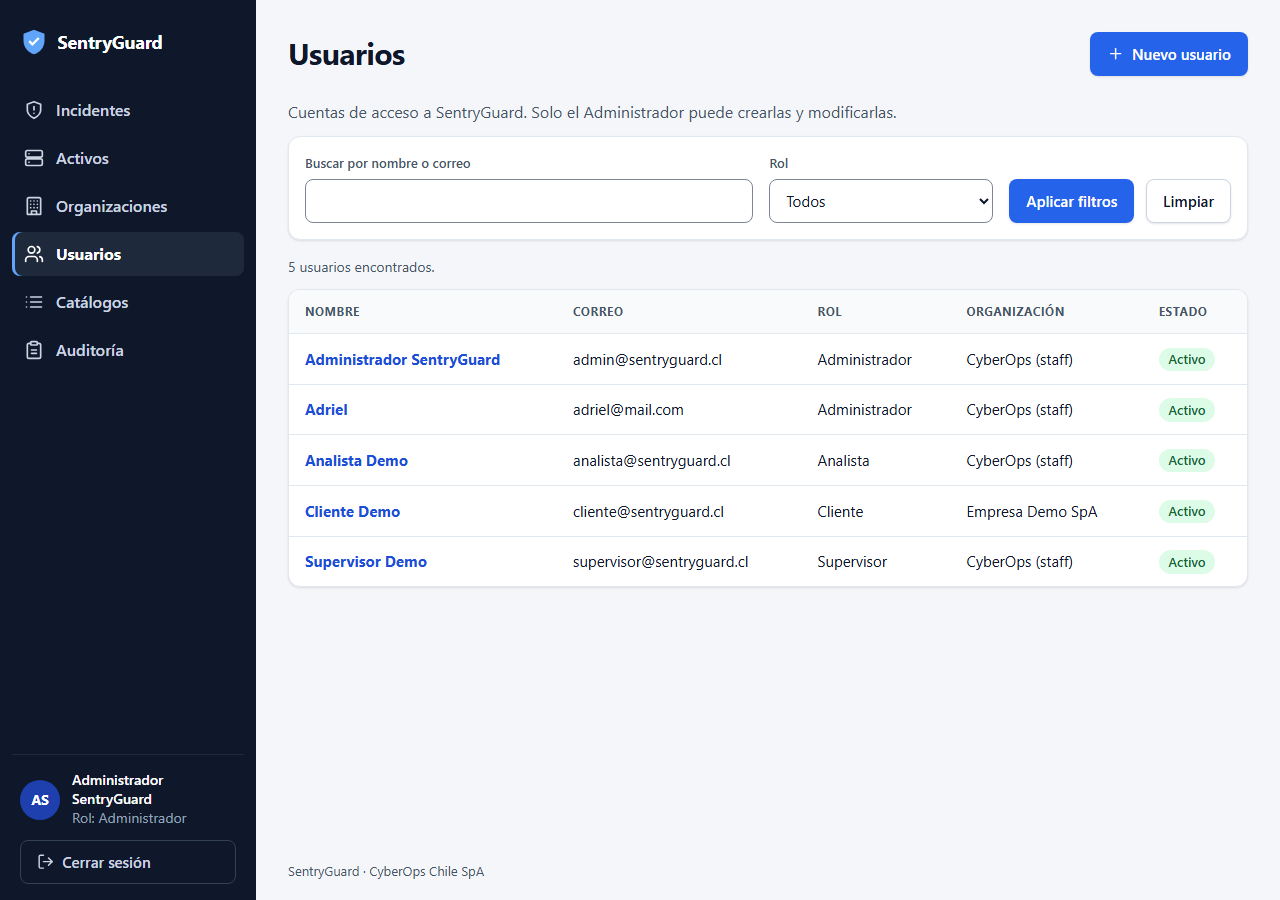 SentryGuard
Incidentes
Activos
Organizaciones
Usuarios
Catálogos
Auditoría
AS
Administrador
SentryGuard
Rol: Administrador
Cerrar sesión
Usuarios
Nuevo usuario
Cuentas de acceso a SentryGuard. Solo el Administrador puede crearlas y modificarlas.
Buscar por nombre o correo
Rol
Todos
Aplicar filtros
Limpiar
5 usuarios encontrados.
NOMBRE CORREO ROL ORGANIZACIÓN ESTADO
Administrador SentryGuard admin@sentryguard.cl Administrador CyberOps (staff) Activo
Adriel adriel@mail.com Administrador CyberOps (staff) Activo
Analista Demo analista@sentryguard.cl Analista CyberOps (staff) Activo
Cliente Demo cliente@sentryguard.cl Cliente Empresa Demo SpA Activo
Supervisor Demo supervisor@sentryguard.cl Supervisor CyberOps (staff) Activo
SentryGuard · CyberOps Chile SpA